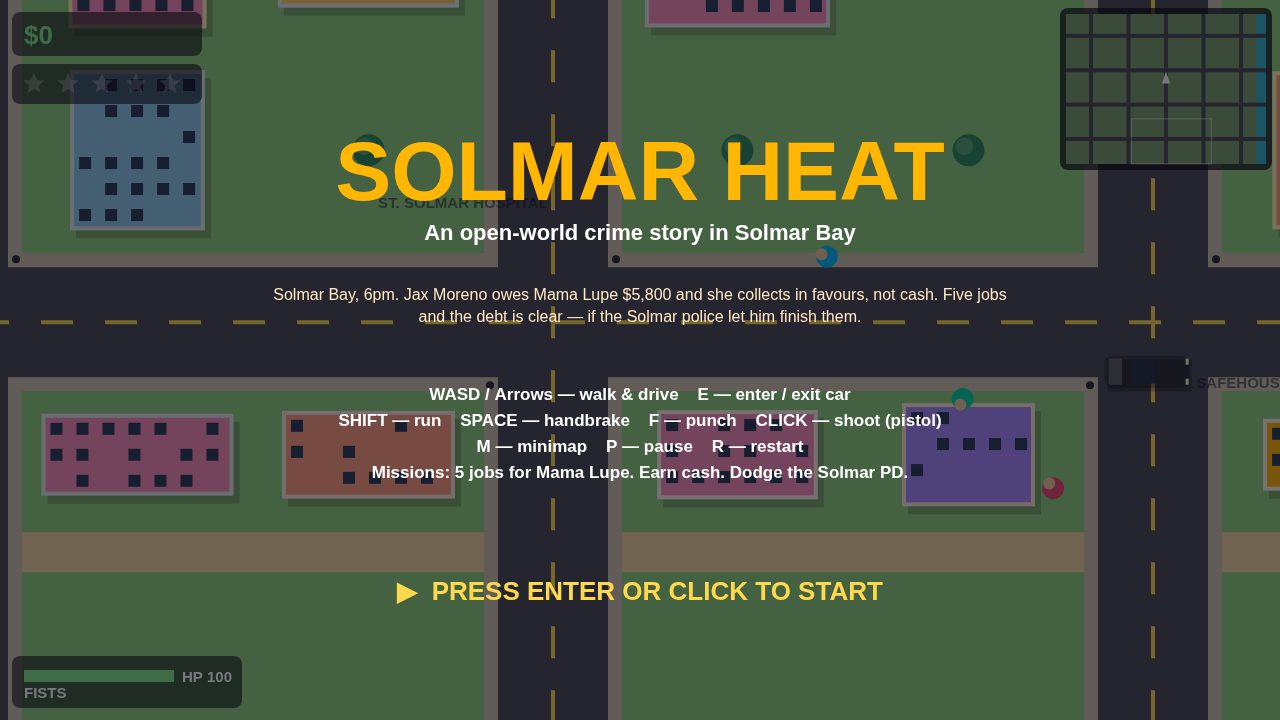 $0
SOLMAR HEAT
ST. SOLMAR HOSPITAL
An open-world crime story in Solmar Bay
Solmar Bay, 6pm. Jax Moreno owes Mama Lupe $5,800 and she collects in favours, not cash. Five jobs
and the debt is clear — if the Solmar police let him finish them.
SAFEHOUS
WASD / Arrows — walk & drive E — enter / exit car
SHIFT — run SPACE — handbrake F — punch CLICK — shoot (pistol)
M — minimap P — pause R — restart
Missions: 5 jobs for Mama Lupe. Earn cash. Dodge the Solmar PD.
▶ PRESS ENTER OR CLICK TO START
HP 100
FISTS